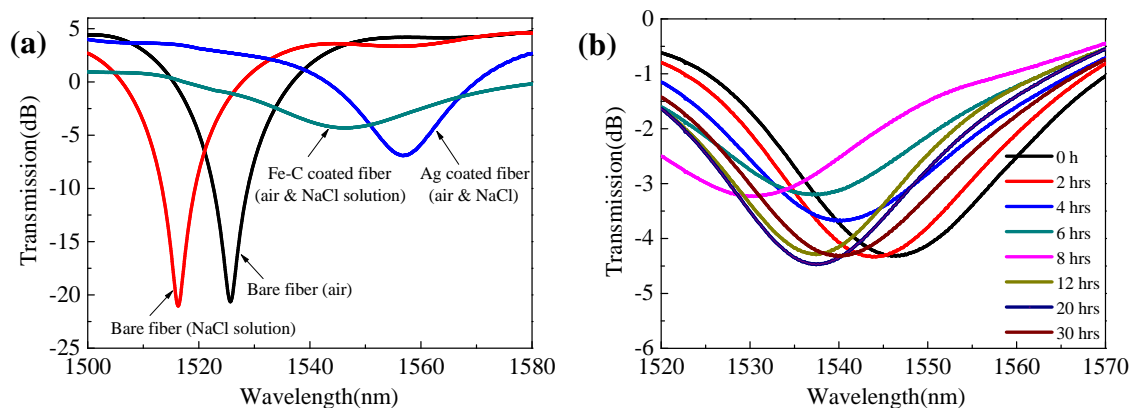 (a)
5
0
-5
-10
-15
-20
-25
Transmission(dB)
Fe-C coated fiber
(air & NaCl solution)
Ag coated fiber
(air & NaCl)
Bare fiber (air)
Bare fiber (NaCl solution)
1500 1520 1540 1560 1580
Wavelength(nm)
(b)
0
-1
-2
-3
-4
-5
-6
Transmission(dB)
0 h
2 hrs
4 hrs
6 hrs
8 hrs
12 hrs
20 hrs
30 hrs
1520 1530 1540 1550 1560 1570
Wavelength(nm)